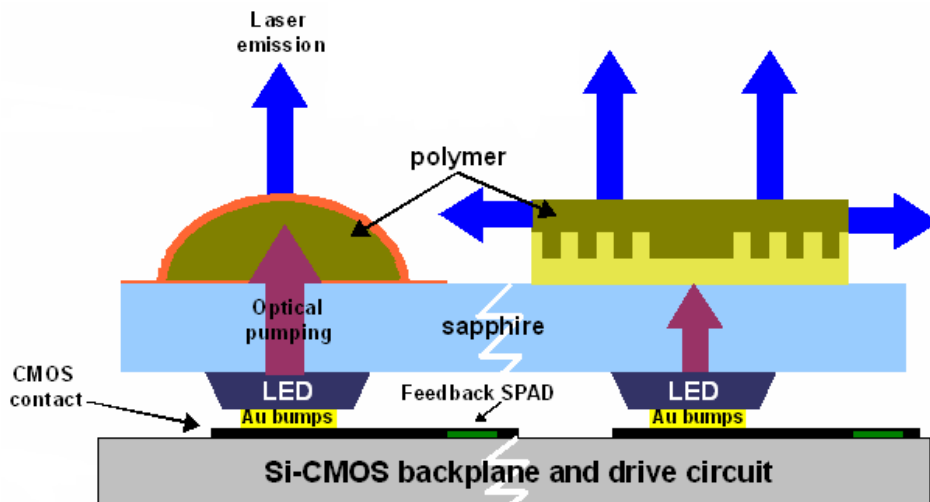 Laser
emission
polymer
Optical
pumping
sapphire
CMOS
contact
LED
Feedback SPAD
LED
Au bumps
Au bumps
Si-CMOS backplane and drive circuit